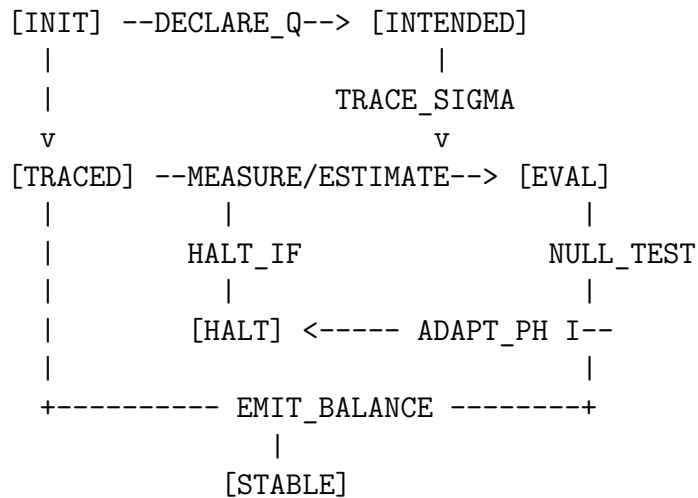 [INIT] --DECLARE_Q--> [INTENDED]
| |
| TRACE_SIGMA
v v
[TRACED] --MEASURE/ESTIMATE--> [EVAL]
| | |
| HALT_IF NULL_TEST
| | |
| [HALT] <----- ADAPT_PH I--
| |
+---------- EMIT_BALANCE --------+
|
[STABLE]